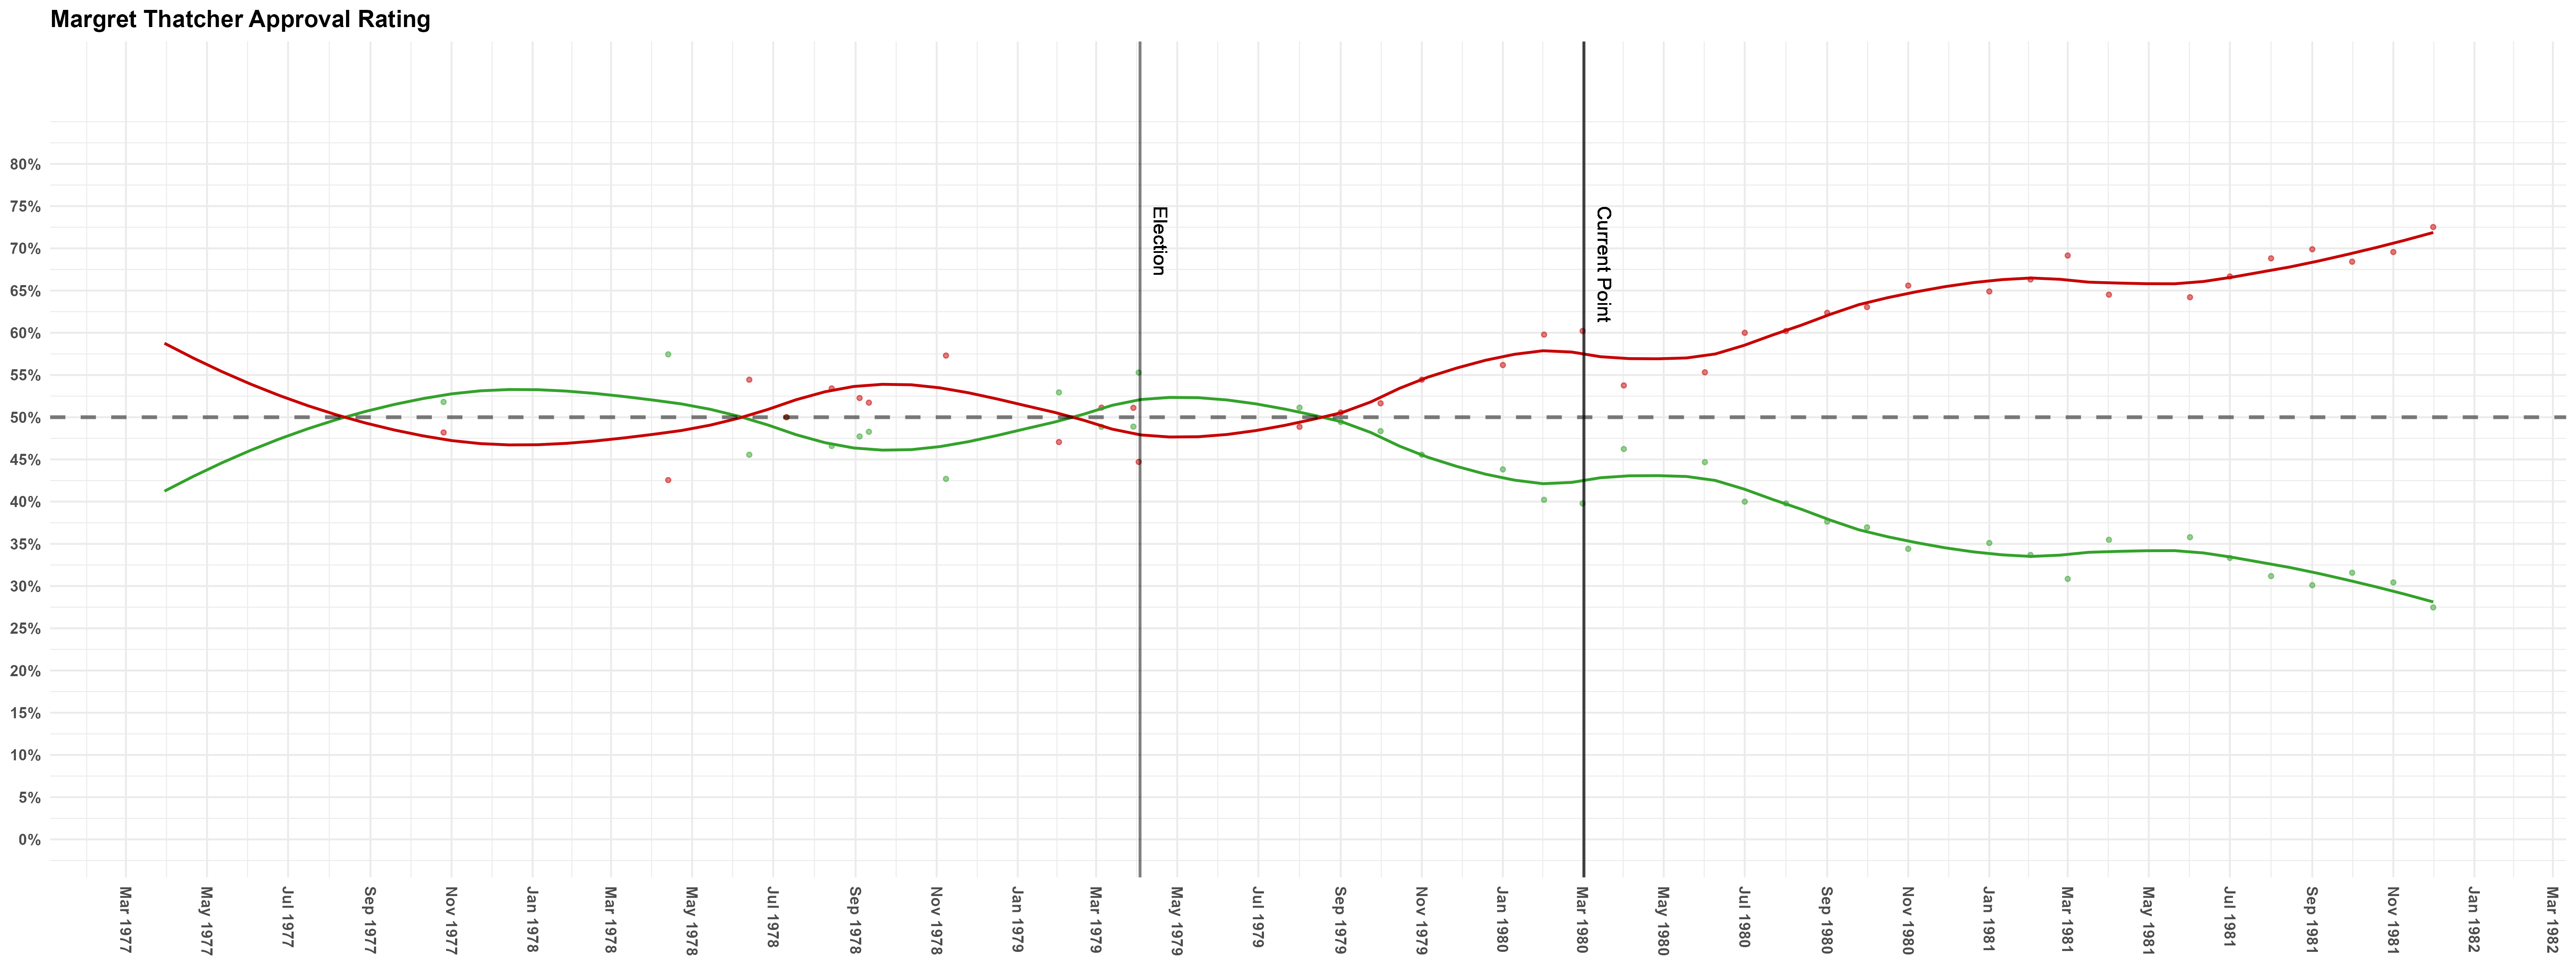 Margret Thatcher Approval Rating
80%
75%
70%
65%
60%
55%
50%
45%
40%
35%
30%
25%
20%
15%
10%
5%
0%
Election
Current Point
Mar 1977
May 1977
Jul 1977
Sep 1977
Nov 1977
Jan 1978
Mar 1978
May 1978
Jul 1978
Sep 1978
Nov 1978
Jan 1979
Mar 1979
May 1979
Jul 1979
Sep 1979
Nov 1979
Jan 1980
Mar 1980
May 1980
Jul 1980
Sep 1980
Nov 1980
Jan 1981
Mar 1981
May 1981
Jul 1981
Sep 1981
Nov 1981
Jan 1982
Mar 1982